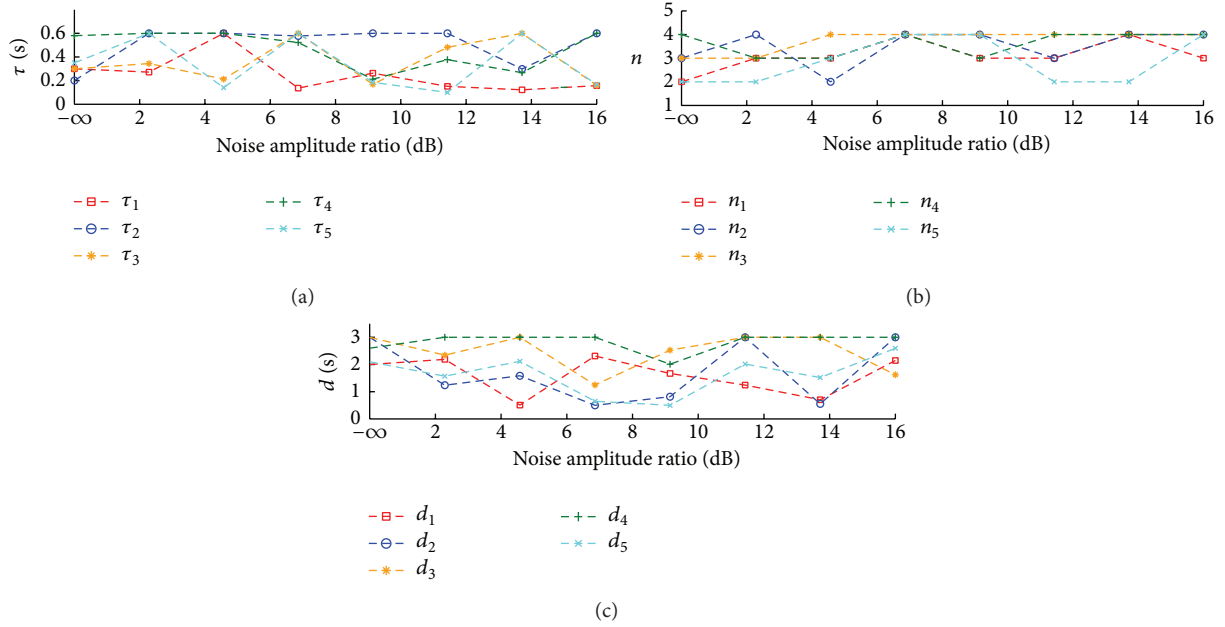 0.6
0.4
0.2
0
τ (s)
−∞ 2 4 6 8 10 12 14 16
Noise amplitude ratio (dB)
τ1 τ4
τ2 τ5
τ3
(a)
5
4
3
2
1
n
−∞ 2 4 6 8 10 12 14 16
Noise amplitude ratio (dB)
n1 n4
n2 n5
n3
(b)
3
2
1
0
d (s)
−∞ 2 4 6 8 10 12 14 16
Noise amplitude ratio (dB)
d1 d4
d2 d5
d3
(c)